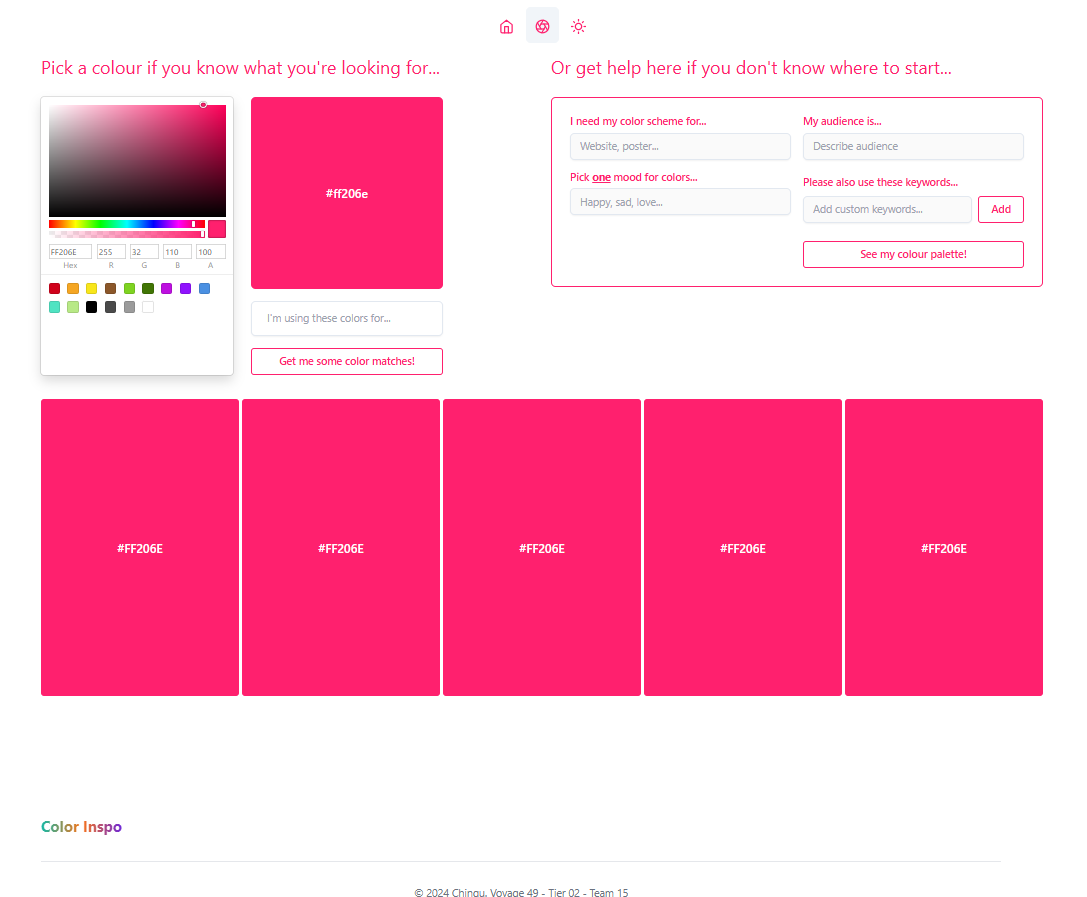 Pick a colour if you know what you're looking for...
Or get help here if you don't know where to start...
#ff206e
FF206E 255 32 110 100
Hex R G B A
I'm using these colors for...
Get me some color matches!
I need my color scheme for...
Website, poster...
Pick one mood for colors...
Happy, sad, love...
My audience is...
Describe audience
Please also use these keywords...
Add custom keywords...
Add
See my colour palette!
#FF206E #FF206E #FF206E #FF206E #FF206E
Color Inspo
© 2024 Chingu, Voyage 49 - Tier 02 - Team 15